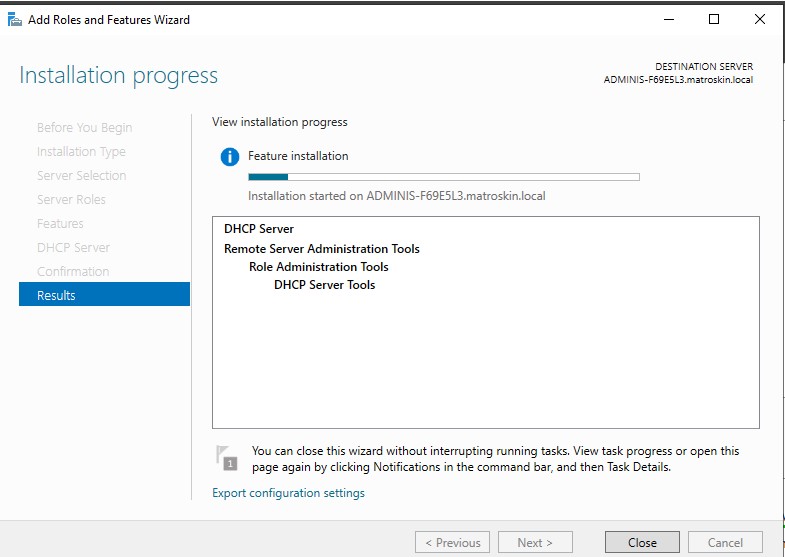 Add Roles and Features Wizard
Installation progress
DESTINATION SERVER
ADMINIS-F69E5L3.matroskin.local
Before You Begin
Installation Type
Server Selection
Server Roles
Features
DHCP Server
Confirmation
Results
View installation progress
Feature installation
Installation started on ADMINIS-F69E5L3.matroskin.local
DHCP Server
Remote Server Administration Tools
Role Administration Tools
DHCP Server Tools
1
You can close this wizard without interrupting running tasks. View task progress or open this
page again by clicking Notifications in the command bar, and then Task Details.
Export configuration settings
< Previous
Next >
Close
Cancel